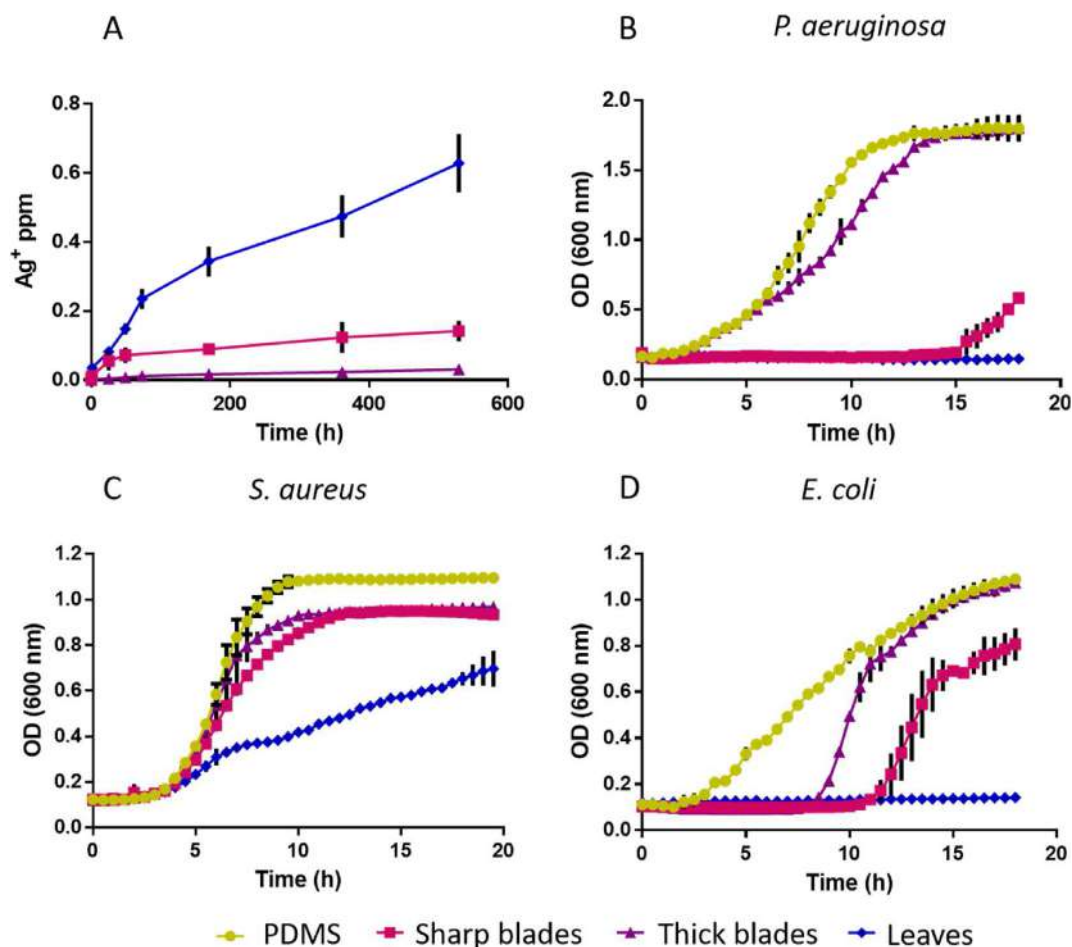 A
Ag⁺ ppm
0.8
0.6
0.4
0.2
0.0
0 200 400 600
Time (h)
B P. aeruginosa
OD (600 nm)
2.0
1.5
1.0
0.5
0.0
0 5 10 15 20
Time (h)
C S. aureus
OD (600 nm)
1.2
1.0
0.8
0.6
0.4
0.2
0.0
0 5 10 15 20
Time (h)
D E. coli
OD (600 nm)
1.2
1.0
0.8
0.6
0.4
0.2
0.0
0 5 10 15 20
Time (h)
PDMS Sharp blades Thick blades Leaves